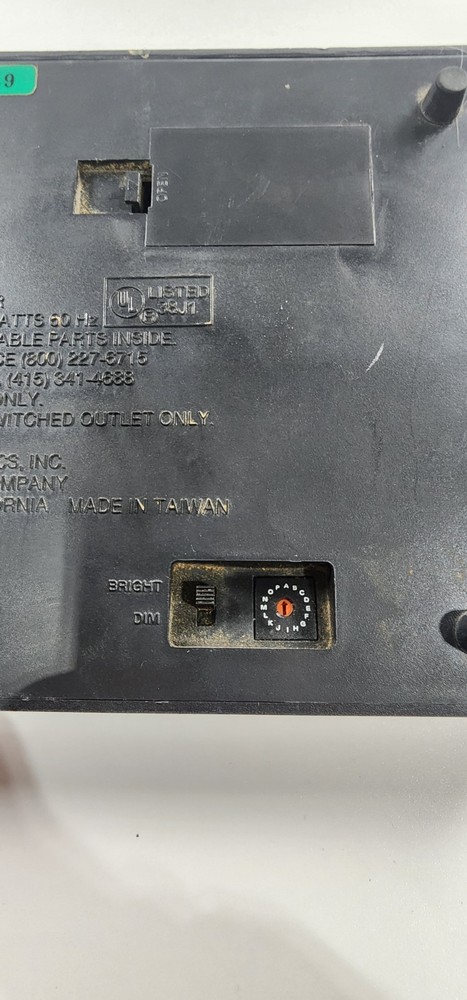 9
OPEN
R
UL LISTED
®
38J1
ATTS 60 Hz
ABLE PARTS INSIDE.
CE (800) 227-6715
(415) 341-4688
ONLY.
WITCHED OUTLET ONLY.
CS, INC.
OMPANY
ORNIA MADE IN TAIWAN
BRIGHT
DIM
A B C D E F G H I J K L M N O P